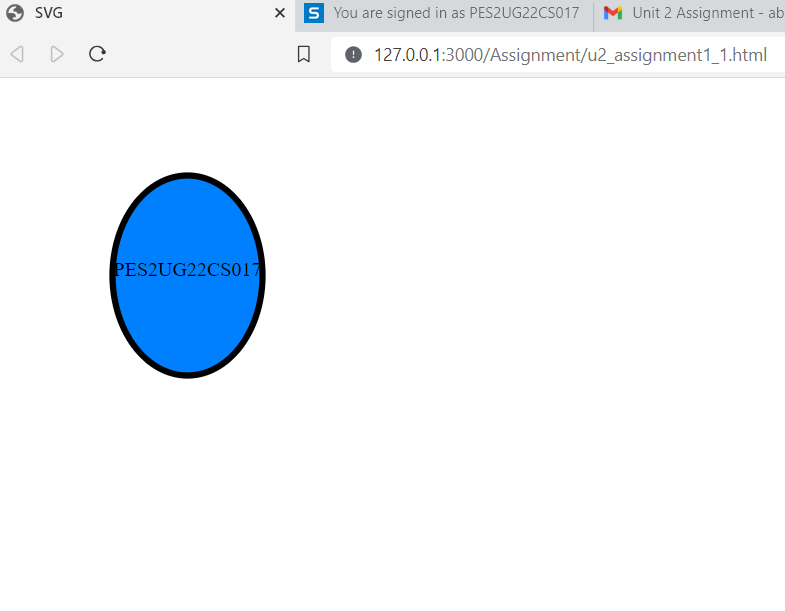 SVG
You are signed in as PES2UG22CS017
Unit 2 Assignment - ab
127.0.0.1:3000/Assignment/u2_assignment1_1.html
PES2UG22CS017